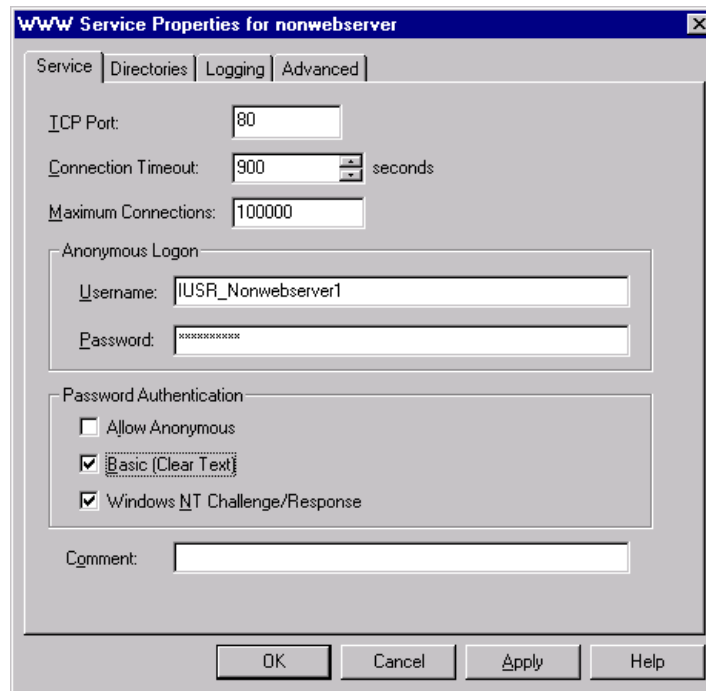 WWW Service Properties for nonwebserver
Service Directories Logging Advanced
TCP Port: 80
Connection Timeout: 900 seconds
Maximum Connections: 100000
Anonymous Logon
Username: IUSR_Nonwebserver1
Password: **********
Password Authentication
Allow Anonymous
Basic (Clear Text)
Windows NT Challenge/Response
Comment:
OK Cancel Apply Help